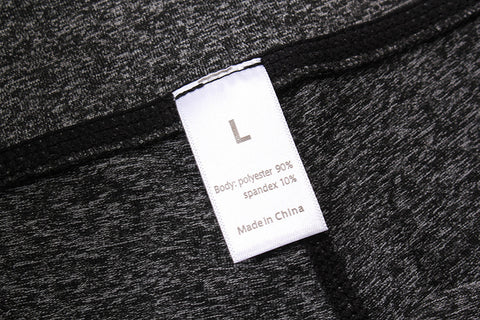 L
Body: polyester 90%
spandex 10%
Made in China